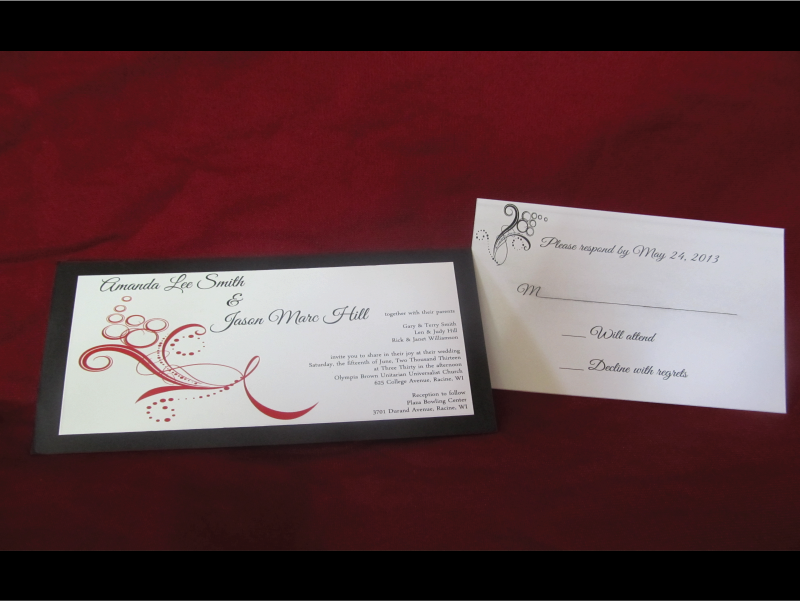 Amanda Lee Smith
&
Jason Marc Hill
together with their parents
Gary & Terry Smith
Len & Judy Hill
Rick & Janet Williamson
invite you to share in their joy at their wedding
Saturday, the fifteenth of June, Two Thousand Thirteen
at Three Thirty in the afternoon
Olympia Brown Unitarian Universalist Church
625 College Avenue, Racine, WI
Reception to follow
Plaza Bowling Center
5701 Durand Avenue, Racine, WI
Please respond by May 24, 2013
M
Will attend
Decline with regrets